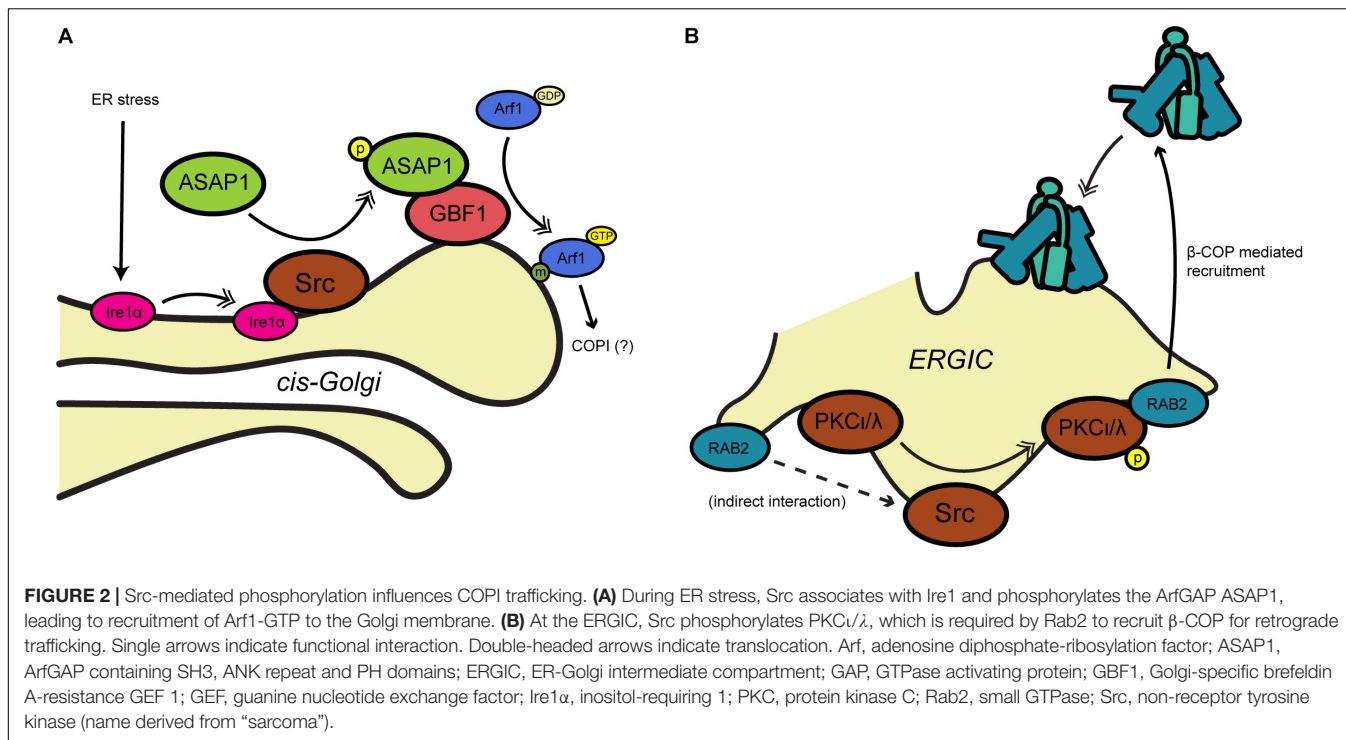 A
ER stress
ASAP1
p
ASAP1
GBF1
Arf1
GDP
Arf1
GTP
m
Src
Ire1α
Ire1α
COPI (?)
cis-Golgi
B
β-COP mediated
recruitment
ERGIC
RAB2
PKCι/λ
PKCι/λ
RAB2
p
(indirect interaction)
Src
FIGURE 2 | Src-mediated phosphorylation influences COPI trafficking. (A) During ER stress, Src associates with Ire1 and phosphorylates the ArfGAP ASAP1,
leading to recruitment of Arf1-GTP to the Golgi membrane. (B) At the ERGIC, Src phosphorylates PKCι/λ, which is required by Rab2 to recruit β-COP for retrograde
trafficking. Single arrows indicate functional interaction. Double-headed arrows indicate translocation. Arf, adenosine diphosphate-ribosylation factor; ASAP1,
ArfGAP containing SH3, ANK repeat and PH domains; ERGIC, ER-Golgi intermediate compartment; GAP, GTPase activating protein; GBF1, Golgi-specific brefeldin
A-resistance GEF 1; GEF, guanine nucleotide exchange factor; Ire1α, inositol-requiring 1; PKC, protein kinase C; Rab2, small GTPase; Src, non-receptor tyrosine
kinase (name derived from “sarcoma”).